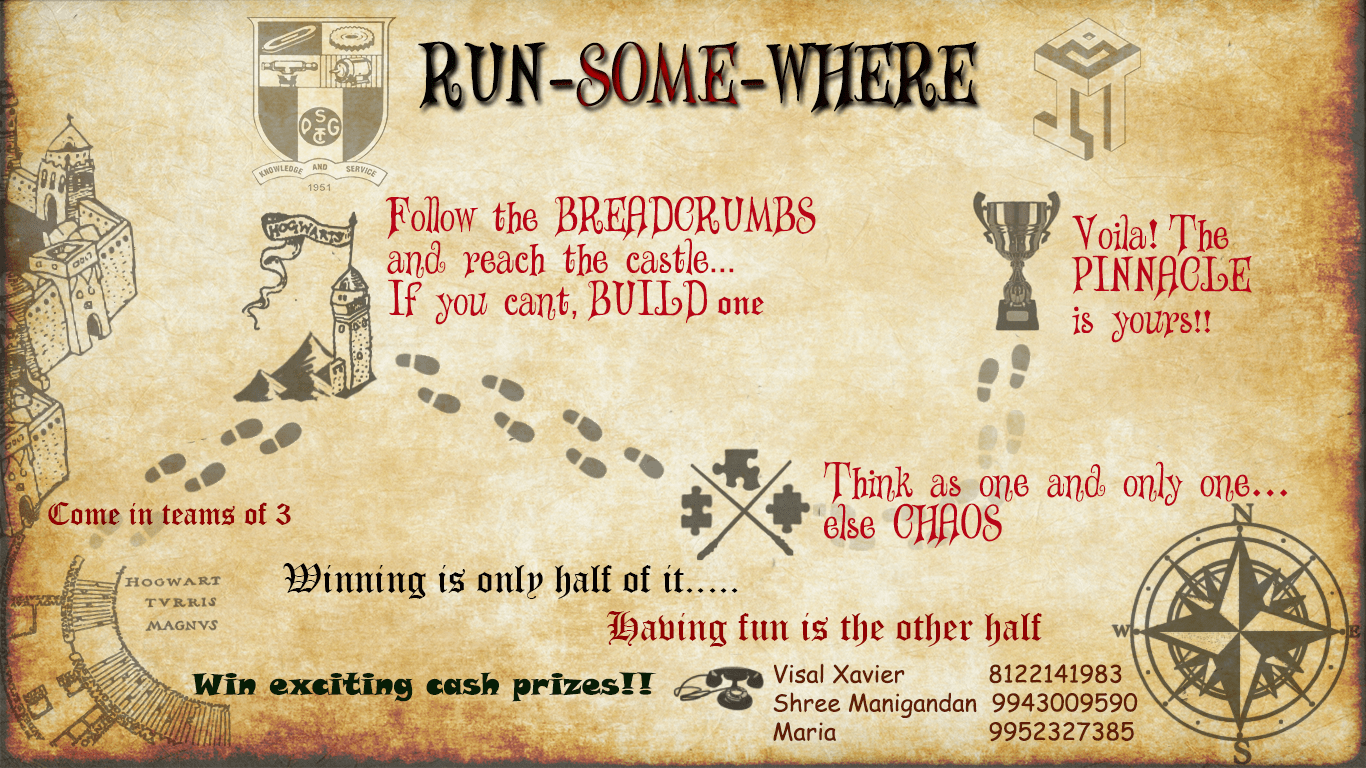 RUN-SOME-WHERE
PSG
TC
KNOWLEDGE AND SERVICE
1951
HOGWARTS
Follow the BREADCRUMBS
and reach the castle...
If you cant, BUILD one
Voila! The
PINNACLE
is yours!!
Think as one and only one...
else CHAOS
Come in teams of 3
HOGWART
TVRRIS
MAGNVS
Winning is only half of it.....
Having fun is the other half
Win exciting cash prizes!!
Visal Xavier 8122141983
Shree Manigandan 9943009590
Maria 9952327385
N
W E
S